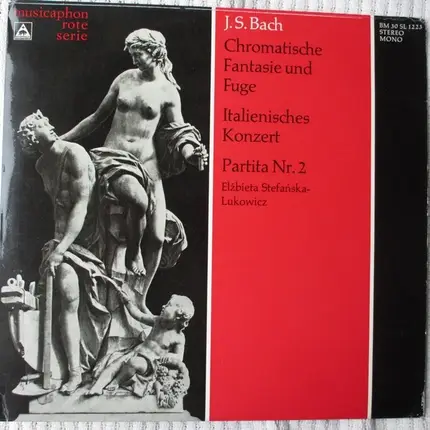 musicaphon
rote
serie
J. S. Bach
Chromatische
Fantasie und
Fuge
Italienisches
Konzert
Partita Nr. 2
Elżbieta Stefańska-
Lukowicz
BM 30 SL 1223
STEREO
MONO